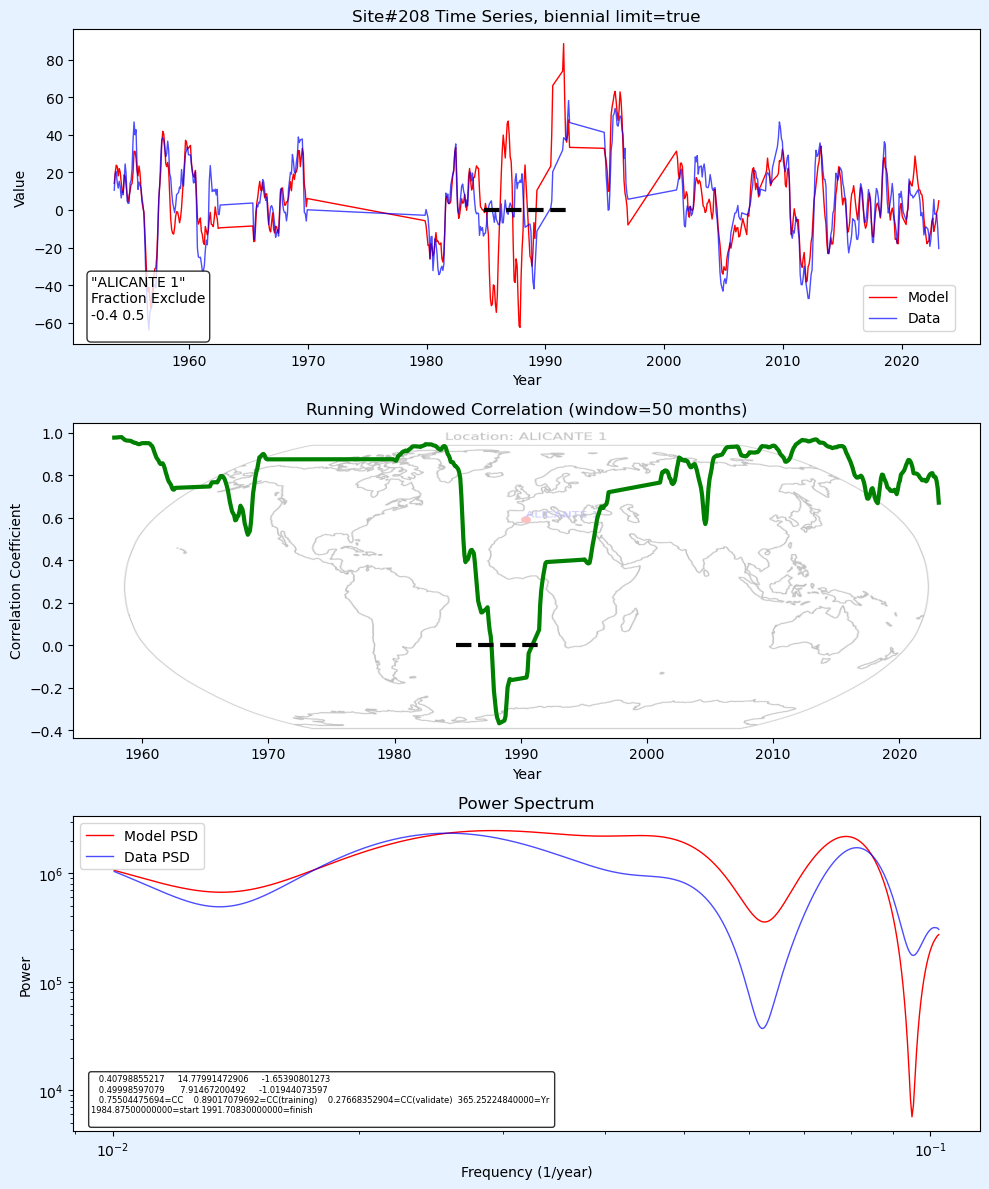 Site#208 Time Series, biennial limit=true
Value
80
60
40
20
0
−20
−40
−60
"ALICANTE 1"
Fraction Exclude
-0.4 0.5
Model
Data
1960
1970
1980
1990
2000
2010
2020
Year
Running Windowed Correlation (window=50 months)
Location: ALICANTE 1
ALICANTE
Correlation Coefficient
1.0
0.8
0.6
0.4
0.2
0.0
−0.2
−0.4
1960
1970
1980
1990
2000
2010
2020
Year
Power Spectrum
Model PSD
Data PSD
Power
10⁶
10⁵
10⁴
0.40798855217 14.77991472906 -1.65390801273
0.49998597079 7.91467200492 -1.01944073597
0.75504475694=CC 0.89017079692=CC(training) 0.27668352904=CC(validate) 365.25224840000=Yr
1984.87500000000=start 1991.70830000000=finish
10⁻²
10⁻¹
Frequency (1/year)